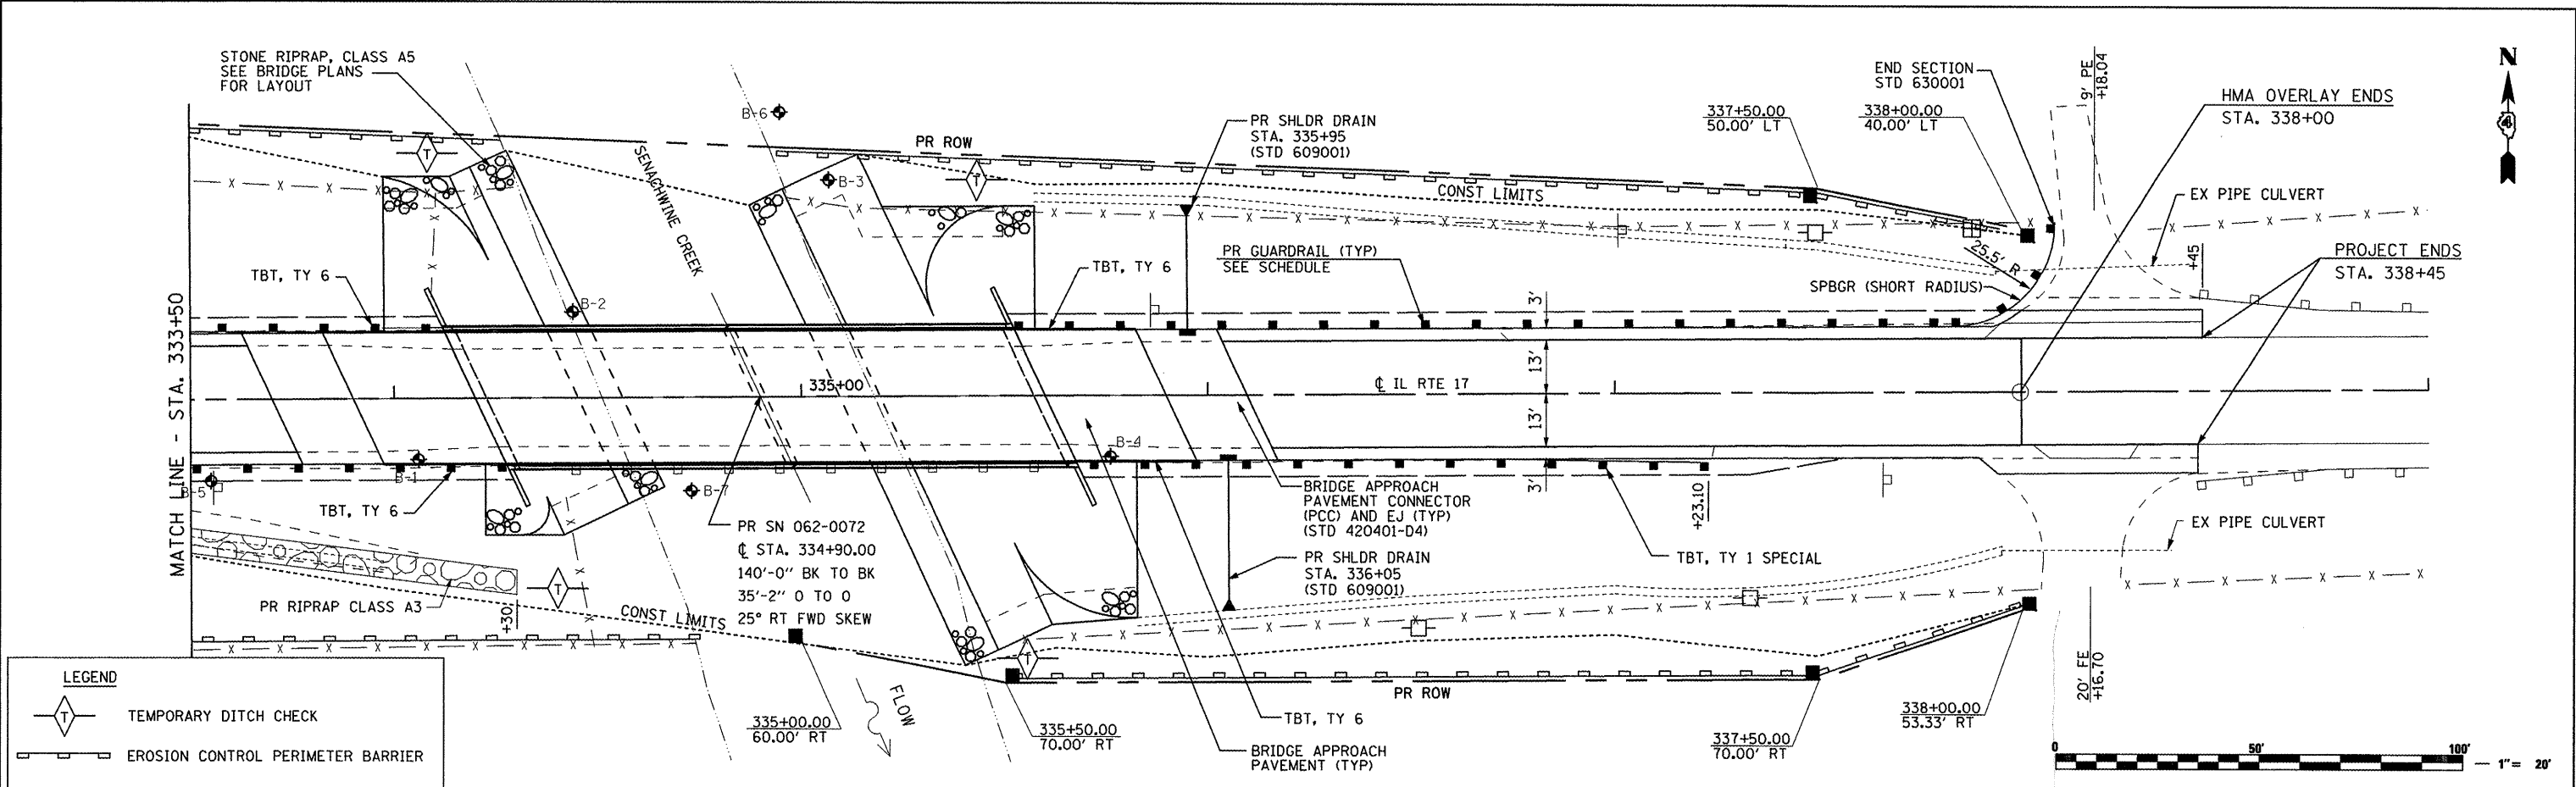 STONE RIPRAP, CLASS A5
SEE BRIDGE PLANS
FOR LAYOUT
B-6
PR SHLDR DRAIN
STA. 335+95
(STD 609001)
PR ROW
337+50.00
50.00' LT
338+00.00
40.00' LT
END SECTION
STD 630001
9' PE
+18.04
HMA OVERLAY ENDS
STA. 338+00
N
4
SENACHWINE CREEK
B-3
CONST LIMITS
EX PIPE CULVERT
TBT, TY 6
B-2
TBT, TY 6
PR GUARDRAIL (TYP)
SEE SCHEDULE
25.5' R
SPBGR (SHORT RADIUS)
+45
PROJECT ENDS
STA. 338+45
3'
13'
13'
3'
335+00
℄ IL RTE 17
MATCH LINE - STA. 333+50
B-5
B-1
TBT, TY 6
B-7
B-4
PR SN 062-0072
℄ STA. 334+90.00
140'-0" BK TO BK
35'-2" O TO O
25° RT FWD SKEW
BRIDGE APPROACH
PAVEMENT CONNECTOR
(PCC) AND EJ (TYP)
(STD 420401-D4)
+23.10
TBT, TY 1 SPECIAL
EX PIPE CULVERT
PR SHLDR DRAIN
STA. 336+05
(STD 609001)
PR RIPRAP CLASS A3
+30
CONST LIMITS
T
T
T
T
335+00.00
60.00' RT
FLOW
335+50.00
70.00' RT
TBT, TY 6
BRIDGE APPROACH
PAVEMENT (TYP)
PR ROW
337+50.00
70.00' RT
338+00.00
53.33' RT
20' FE
+16.70
LEGEND
T TEMPORARY DITCH CHECK
EROSION CONTROL PERIMETER BARRIER
0 50' 100'
1"= 20'